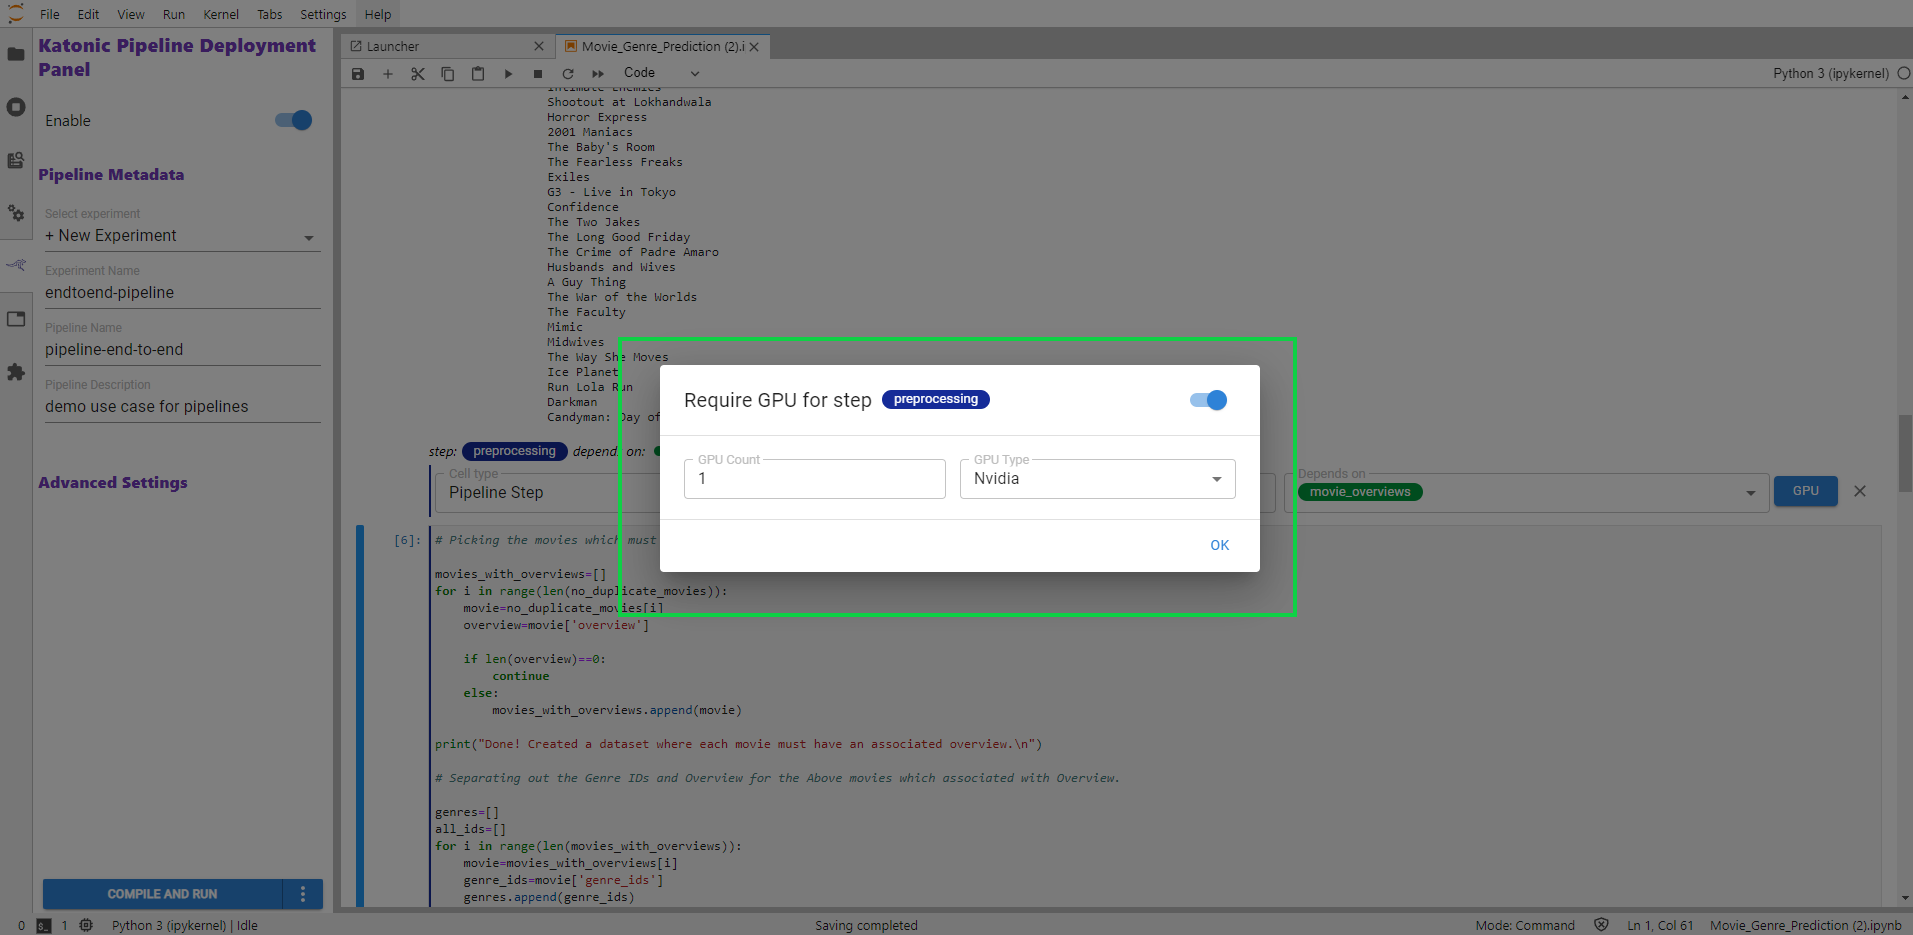 File Edit View Run Kernel Tabs Settings Help
Katonic Pipeline Deployment
Panel
Enable
Pipeline Metadata
Select experiment
+ New Experiment
Experiment Name
endtoend-pipeline
Pipeline Name
pipeline-end-to-end
Pipeline Description
demo use case for pipelines
Advanced Settings
COMPILE AND RUN
Launcher
Movie_Genre_Prediction (2).i
Code
Python 3 (ipykernel)
Intimate Enemies
Shootout at Lokhandwala
Horror Express
2001 Maniacs
The Baby's Room
The Fearless Freaks
Exiles
G3 - Live in Tokyo
Confidence
The Two Jakes
The Long Good Friday
The Crime of Padre Amaro
Husbands and Wives
A Guy Thing
The War of the Worlds
The Faculty
Mimic
Midwives
The Way She Moves
Ice Planet
Run Lola Run
Darkman
Candyman: Day of
step: preprocessing depends on:
Cell type
Pipeline Step
Depends on
movie_overviews
GPU
Require GPU for step preprocessing
GPU Count
1
GPU Type
Nvidia
OK
[6]: # Picking the movies which must
movies_with_overviews=[]
for i in range(len(no_duplicate_movies)):
movie=no_duplicate_movies[i]
overview=movie['overview']
if len(overview)==0:
continue
else:
movies_with_overviews.append(movie)
print("Done! Created a dataset where each movie must have an associated overview.\n")
# Separating out the Genre IDs and Overview for the Above movies which associated with Overview.
genres=[]
all_ids=[]
for i in range(len(movies_with_overviews)):
movie=movies_with_overviews[i]
genre_ids=movie['genre_ids']
genres.append(genre_ids)
0 1 Python 3 (ipykernel) | Idle
Saving completed
Mode: Command
Ln 1, Col 61
Movie_Genre_Prediction (2).ipynb